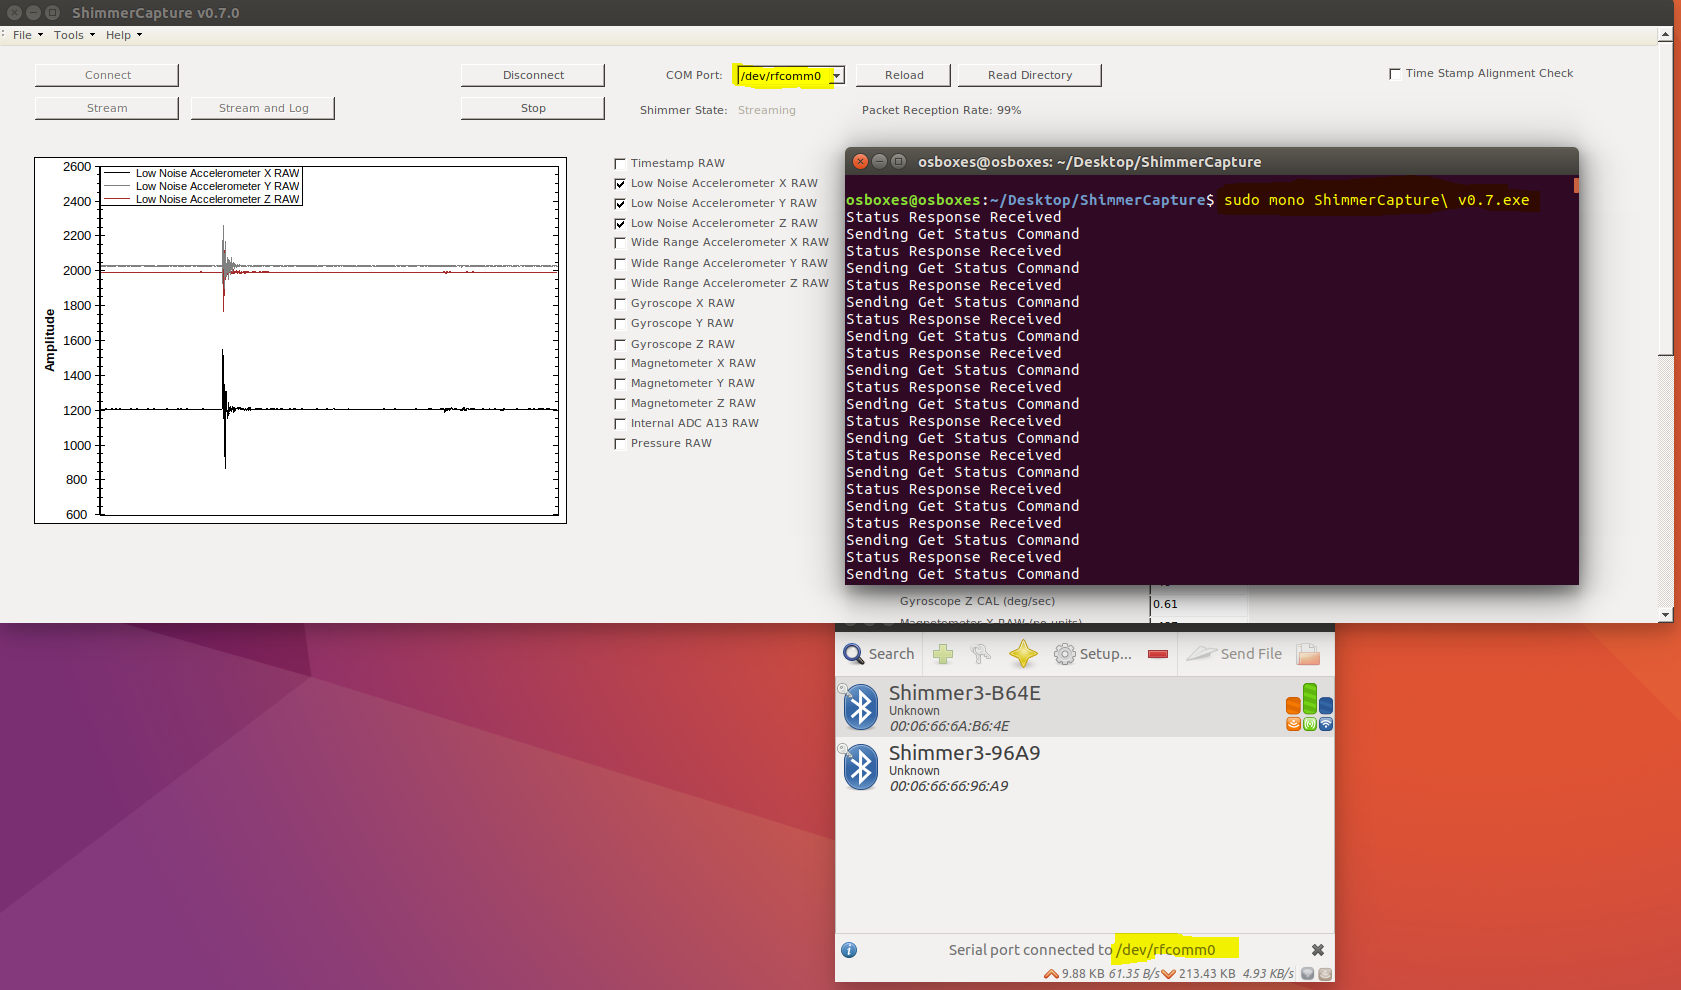 ShimmerCapture v0.7.0
File Tools Help
Connect Disconnect COM Port: /dev/rfcomm0 Reload Read Directory Time Stamp Alignment Check
Stream Stream and Log Stop Shimmer State: Streaming Packet Reception Rate: 99%
2600
2400
2200
2000
1800
1600
1400
1200
1000
800
600
Amplitude
Low Noise Accelerometer X RAW
Low Noise Accelerometer Y RAW
Low Noise Accelerometer Z RAW
Timestamp RAW
Low Noise Accelerometer X RAW
Low Noise Accelerometer Y RAW
Low Noise Accelerometer Z RAW
Wide Range Accelerometer X RAW
Wide Range Accelerometer Y RAW
Wide Range Accelerometer Z RAW
Gyroscope X RAW
Gyroscope Y RAW
Gyroscope Z RAW
Magnetometer X RAW
Magnetometer Y RAW
Magnetometer Z RAW
Internal ADC A13 RAW
Pressure RAW
osboxes@osboxes: ~/Desktop/ShimmerCapture
osboxes@osboxes:~/Desktop/ShimmerCapture$ sudo mono ShimmerCapture\ v0.7.exe
Status Response Received
Sending Get Status Command
Status Response Received
Sending Get Status Command
Status Response Received
Sending Get Status Command
Status Response Received
Sending Get Status Command
Status Response Received
Sending Get Status Command
Status Response Received
Sending Get Status Command
Status Response Received
Sending Get Status Command
Status Response Received
Sending Get Status Command
Status Response Received
Sending Get Status Command
Status Response Received
Sending Get Status Command
Status Response Received
Sending Get Status Command
Gyroscope Z CAL (deg/sec) 0.61
Magnetometer X RAW (no units)
Search Setup... Send File
Shimmer3-B64E
Unknown
00:06:66:6A:B6:4E
Shimmer3-96A9
Unknown
00:06:66:66:96:A9
Serial port connected to /dev/rfcomm0
9.88 KB 61.35 B/s 213.43 KB 4.93 KB/s